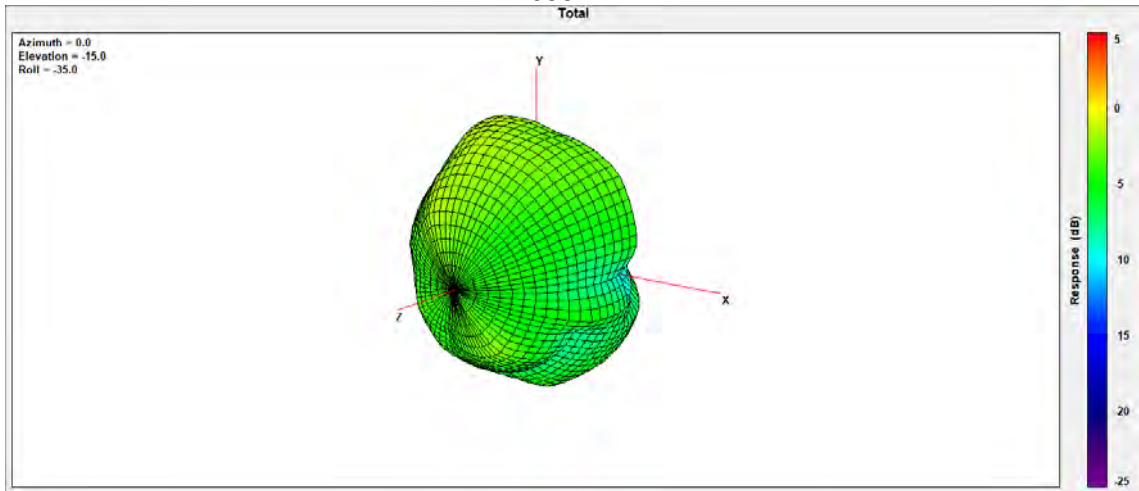 Total
Azimuth = 0.0
Elevation = -15.0
Roll = -35.0
Y
X
Z
5
0
5
10
15
-20
-25
Response (dB)